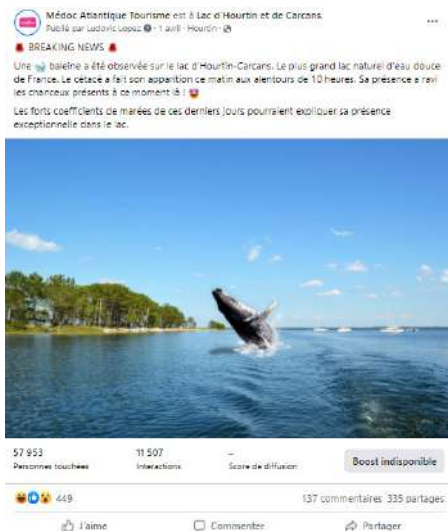 Médoc Atlantique Tourisme est à Lac d'Hourtin et de Carcans.
Publié par Ludovic Lopez · 1 avril · Hourtin ·
BREAKING NEWS
Une baleine a été observée sur le lac d'Hourtin-Carcans. Le plus grand lac naturel d'eau douce
de France. Le cétacé a fait son apparition ce matin aux alentours de 10 heures. Sa présence a ravi
les chanceux présents à ce moment là !
Les forts coefficients de marées de ces derniers jours pourraient expliquer sa présence
exceptionnelle dans le lac.
57 953 11 507 –
Personnes touchées Interactions Score de diffusion Boost indisponible
449 137 commentaires 335 partages
J'aime Commenter Partager